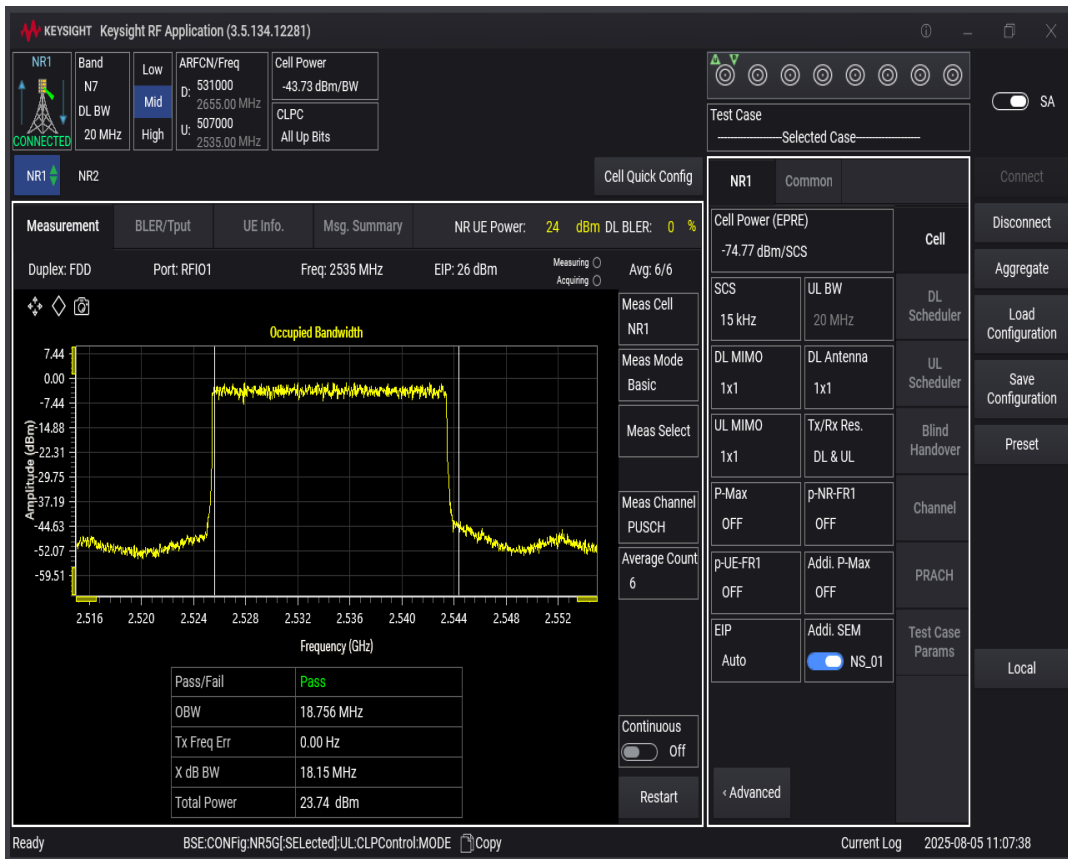 KEYSIGHT Keysight RF Application (3.5.134.12281)
NR1
CONNECTED
Band
N7
DL BW
20 MHz
Low
Mid
High
ARFCN/Freq
D: 531000
2655.00 MHz
U: 507000
2535.00 MHz
Cell Power
-43.73 dBm/BW
CLPC
All Up Bits
Test Case
----------------Selected Case----------------
SA
NR1 NR2
Cell Quick Config
NR1 Common
Connect
Disconnect
Aggregate
Load
Configuration
Save
Configuration
Preset
Local
Measurement BLER/Tput UE Info. Msg. Summary NR UE Power: 24 dBm DL BLER: 0 %
Duplex: FDD Port: RFIO1 Freq: 2535 MHz EIP: 26 dBm Measuring Avg: 6/6
Acquiring
Occupied Bandwidth
Amplitude (dBm)
7.44
0.00
-7.44
-14.88
-22.31
-29.75
-37.19
-44.63
-52.07
-59.51
2.516 2.520 2.524 2.528 2.532 2.536 2.540 2.544 2.548 2.552
Frequency (GHz)
Pass/Fail Pass
OBW 18.756 MHz
Tx Freq Err 0.00 Hz
X dB BW 18.15 MHz
Total Power 23.74 dBm
Meas Cell
NR1
Meas Mode
Basic
Meas Select
Meas Channel
PUSCH
Average Count
6
Continuous
Off
Restart
Cell Power (EPRE)
-74.77 dBm/SCS
SCS
15 kHz
UL BW
20 MHz
DL MIMO
1x1
DL Antenna
1x1
UL MIMO
1x1
Tx/Rx Res.
DL & UL
P-Max
OFF
p-NR-FR1
OFF
p-UE-FR1
OFF
Addi. P-Max
OFF
EIP
Auto
Addi. SEM
NS_01
‹ Advanced
Cell
DL
Scheduler
UL
Scheduler
Blind
Handover
Channel
PRACH
Test Case
Params
Ready BSE:CONFig:NR5G[:SELected]:UL:CLPControl:MODE Copy Current Log 2025-08-05 11:07:38